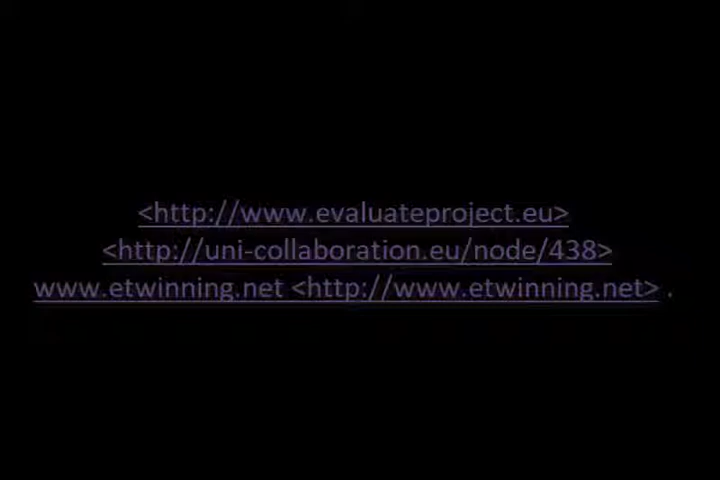 <http://www.evaluateproject.eu>
<http://uni-collaboration.eu/node/438>
www.etwinning.net <http://www.etwinning.net> .